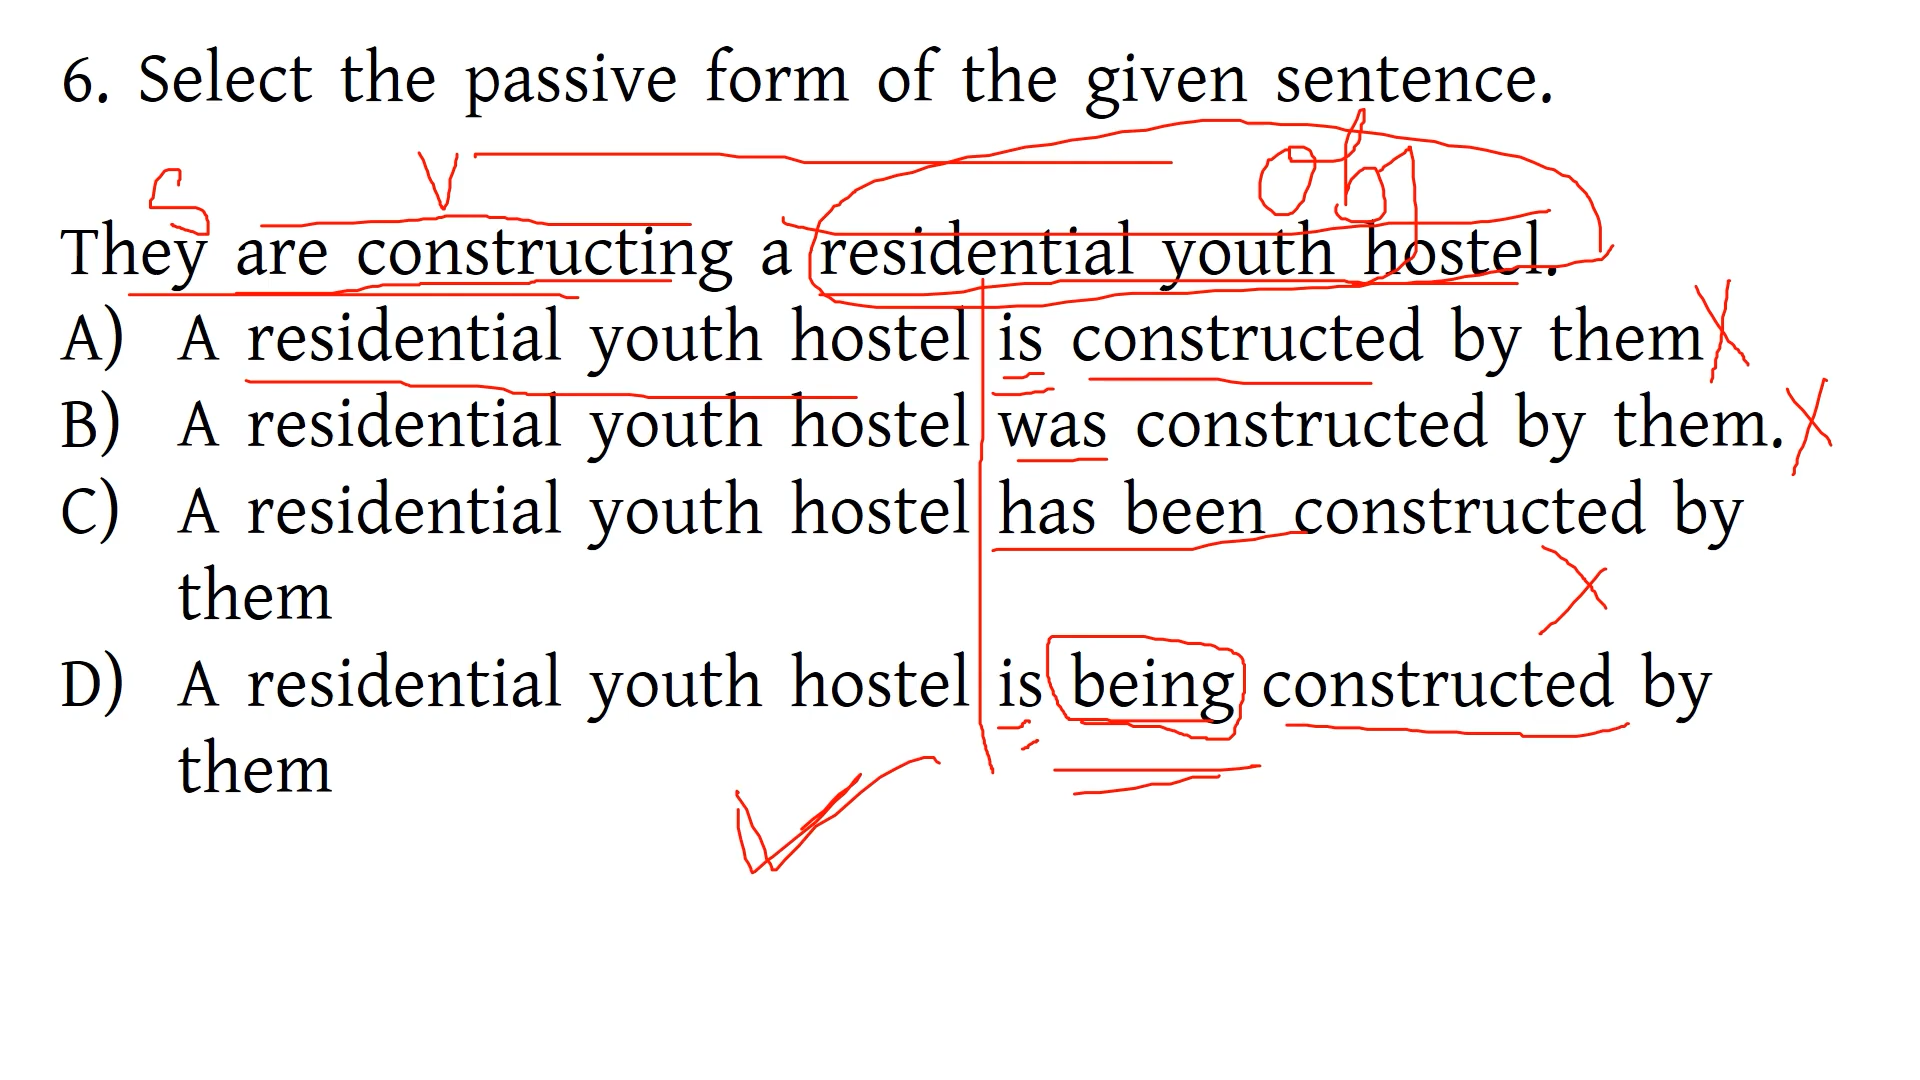 6. Select the passive form of the given sentence.
S V obj
They are constructing a residential youth hostel.
A) A residential youth hostel is constructed by them
B) A residential youth hostel was constructed by them.
C) A residential youth hostel has been constructed by
them
D) A residential youth hostel is being constructed by
them